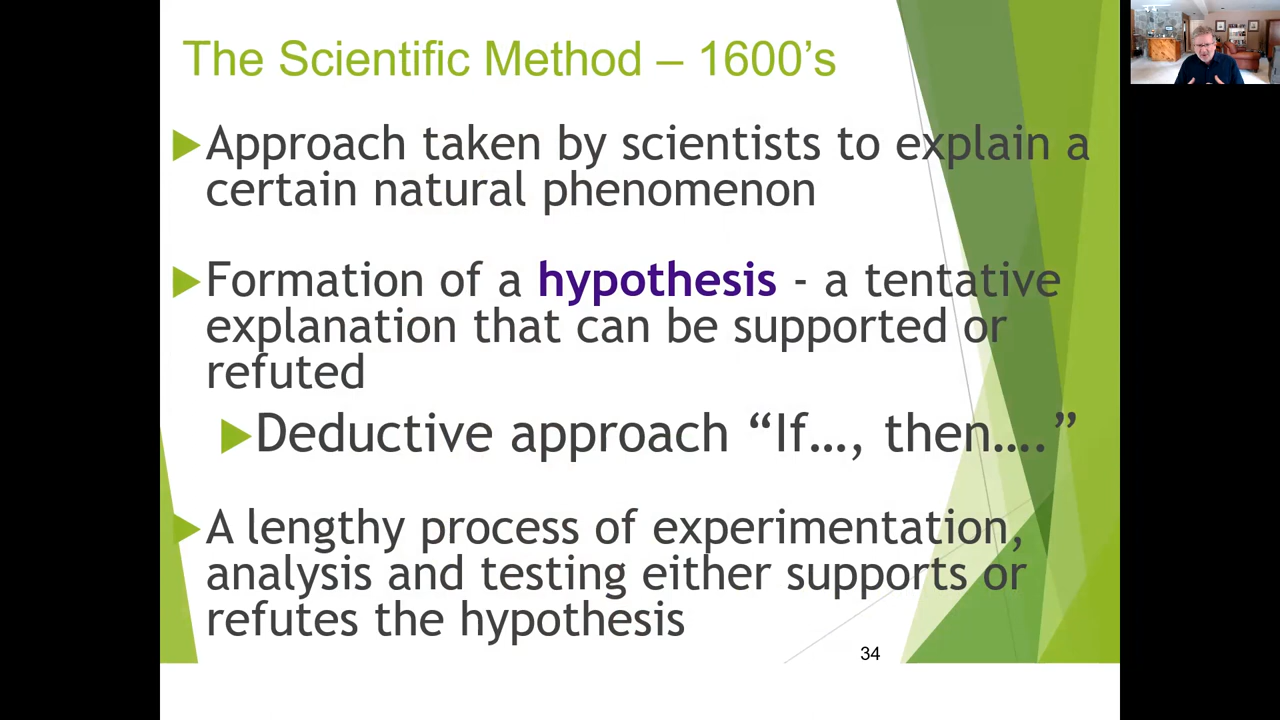 The Scientific Method – 1600’s
Approach taken by scientists to explain a
certain natural phenomenon
Formation of a hypothesis - a tentative
explanation that can be supported or
refuted
Deductive approach “If…, then….”
A lengthy process of experimentation,
analysis and testing either supports or
refutes the hypothesis
34